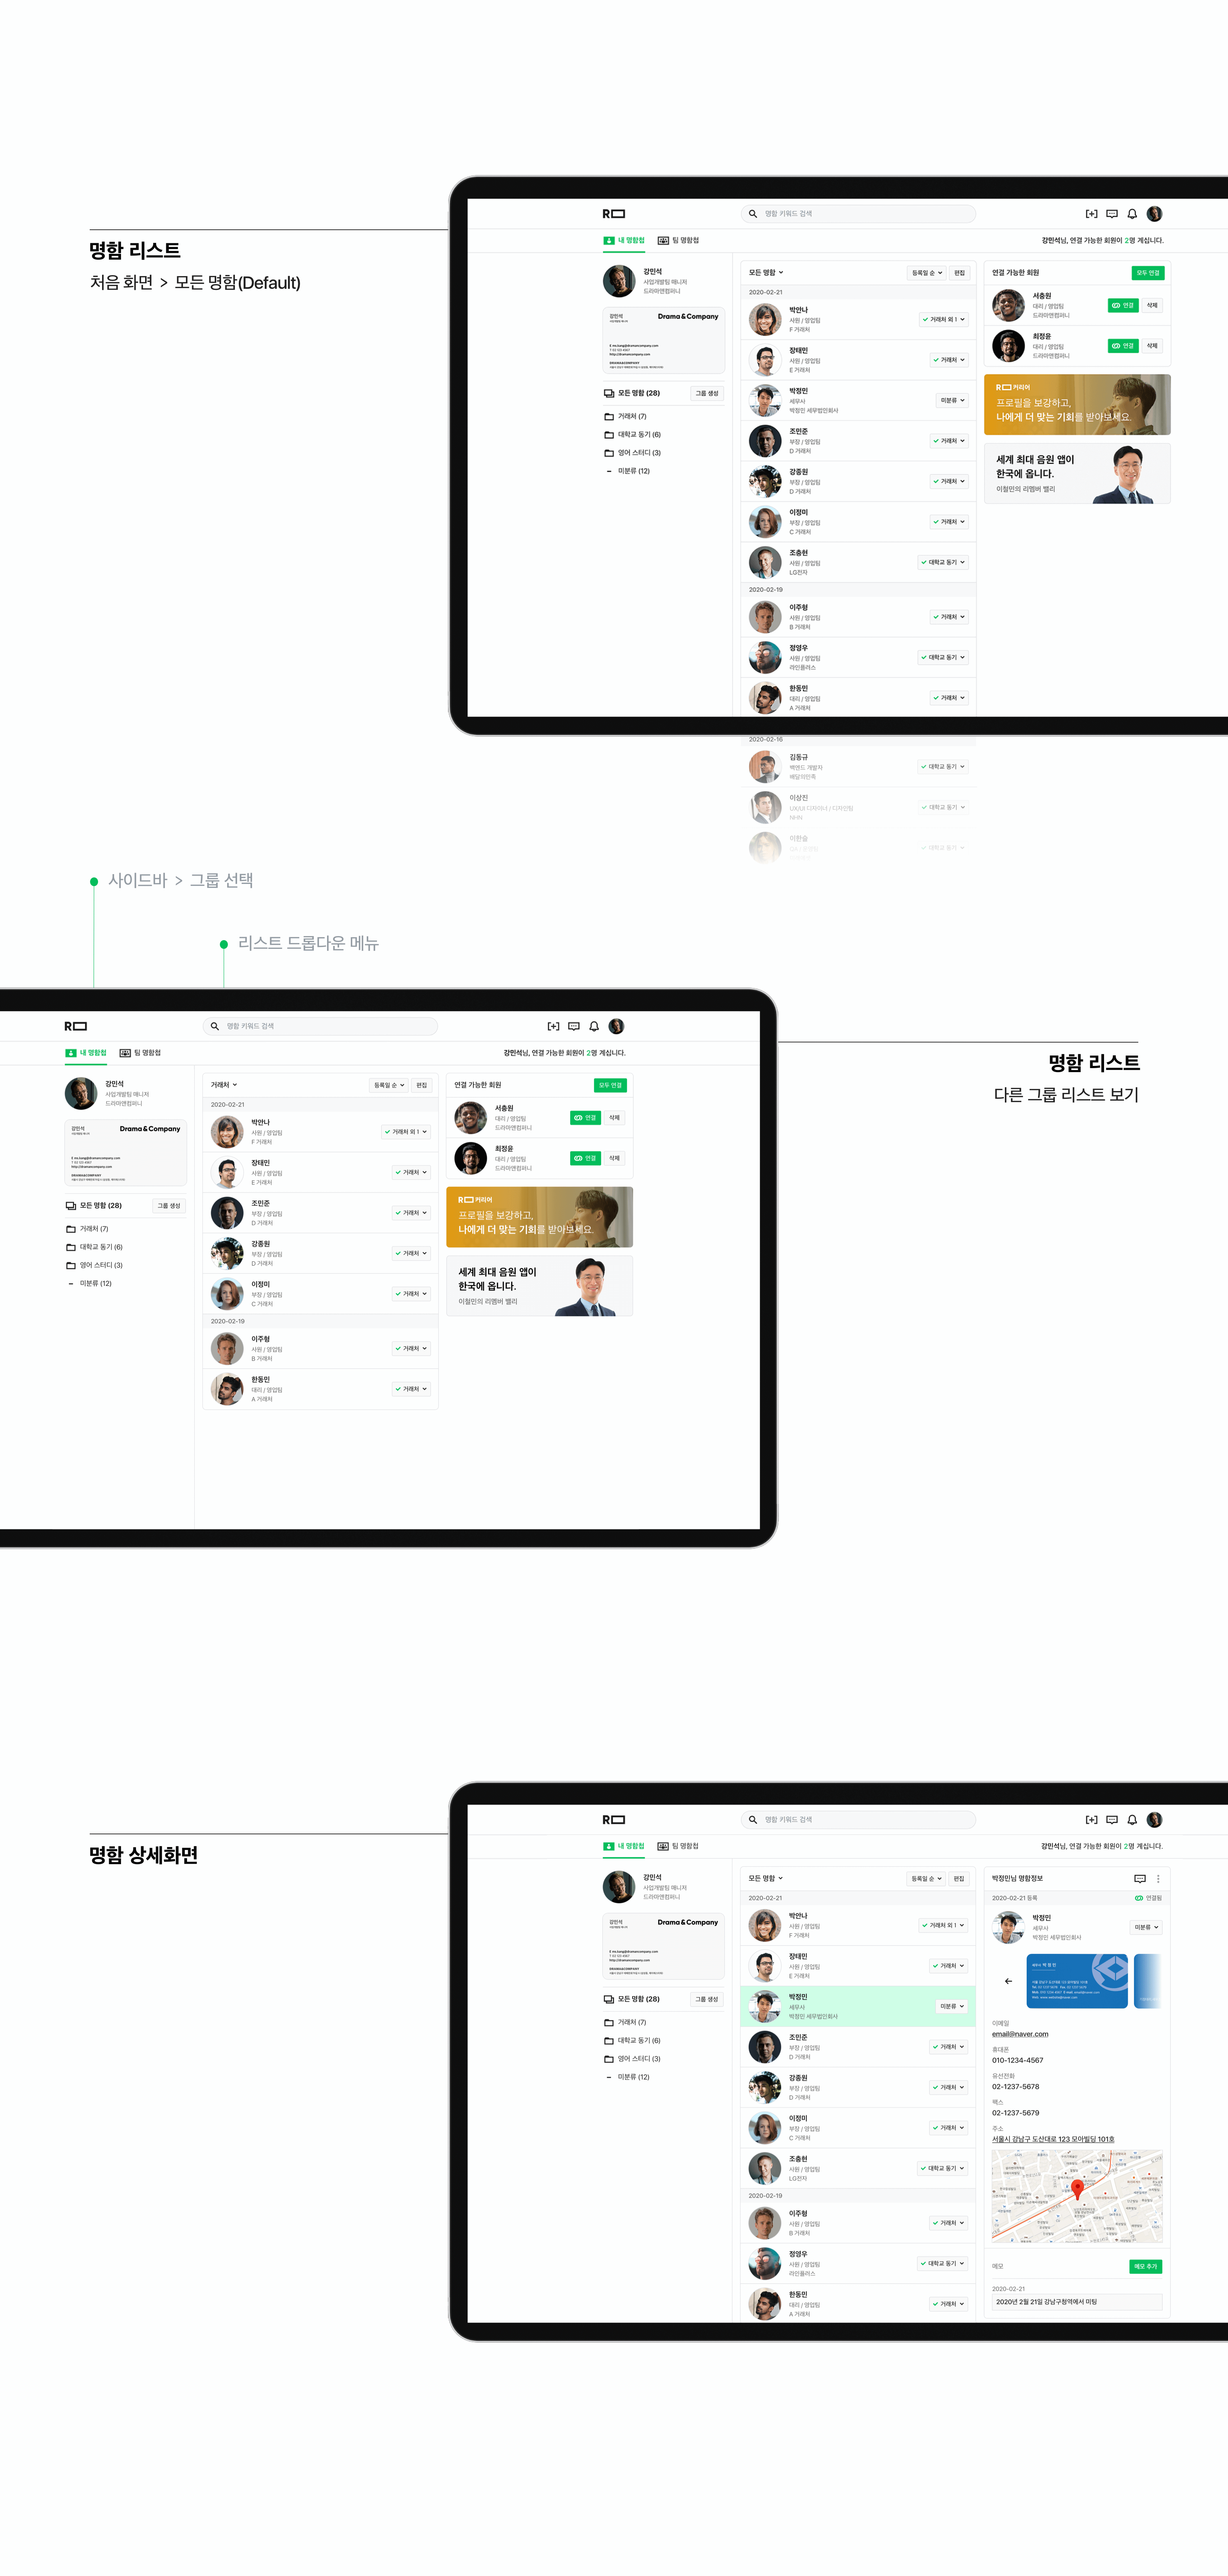 명함 리스트
처음 화면 > 모든 명함(Default)
명함 키워드 검색
내 명함첩
팀 명함첩
강민석님, 연결 가능한 회원이 2명 계십니다.
강민석
사업개발팀 매니저
드라마앤컴퍼니
강민석
Drama&Company
모든 명함 (28)
그룹 생성
거래처 (7)
대학교 동기 (6)
영어 스터디 (3)
미분류 (12)
모든 명함
등록일 순
편집
2020-02-21
박안나
사원 / 영업팀
F 거래처
거래처 외 1
장태민
사원 / 영업팀
E 거래처
거래처
박정민
세무사
박정민 세무법인회사
미분류
조민준
부장 / 영업팀
D 거래처
거래처
강종원
부장 / 영업팀
D 거래처
거래처
이정미
부장 / 영업팀
C 거래처
거래처
조충현
사원 / 영업팀
LG전자
대학교 동기
2020-02-19
이주형
사원 / 영업팀
B 거래처
거래처
정영우
사원 / 영업팀
라인플러스
대학교 동기
한동민
대리 / 영업팀
A 거래처
거래처
2020-02-16
김동규
백엔드 개발자
배달의민족
대학교 동기
이상진
UX/UI 디자이너 / 디자인팀
NHN
대학교 동기
이한슬
대학교 동기
연결 가능한 회원
모두 연결
서충원
대리 / 영업팀
드라마앤컴퍼니
연결
삭제
최정윤
대리 / 영업팀
드라마앤컴퍼니
연결
삭제
R 커리어
프로필을 보강하고,
나에게 더 맞는 기회를 받아보세요.
세계 최대 음원 앱이
한국에 옵니다.
이철민의 리멤버 밸리
사이드바 > 그룹 선택
리스트 드롭다운 메뉴
명함 리스트
다른 그룹 리스트 보기
명함 키워드 검색
내 명함첩
팀 명함첩
강민석님, 연결 가능한 회원이 2명 계십니다.
강민석
사업개발팀 매니저
드라마앤컴퍼니
강민석
Drama&Company
모든 명함 (28)
그룹 생성
거래처 (7)
대학교 동기 (6)
영어 스터디 (3)
미분류 (12)
거래처
등록일 순
편집
2020-02-21
박안나
사원 / 영업팀
F 거래처
거래처 외 1
장태민
사원 / 영업팀
E 거래처
거래처
조민준
부장 / 영업팀
D 거래처
거래처
강종원
부장 / 영업팀
D 거래처
거래처
이정미
부장 / 영업팀
C 거래처
거래처
2020-02-19
이주형
사원 / 영업팀
B 거래처
거래처
한동민
대리 / 영업팀
A 거래처
거래처
연결 가능한 회원
모두 연결
서충원
대리 / 영업팀
드라마앤컴퍼니
연결
삭제
최정윤
대리 / 영업팀
드라마앤컴퍼니
연결
삭제
R 커리어
프로필을 보강하고,
나에게 더 맞는 기회를 받아보세요.
세계 최대 음원 앱이
한국에 옵니다.
이철민의 리멤버 밸리
명함 상세화면
명함 키워드 검색
내 명함첩
팀 명함첩
강민석님, 연결 가능한 회원이 2명 계십니다.
강민석
사업개발팀 매니저
드라마앤컴퍼니
강민석
Drama&Company
모든 명함 (28)
그룹 생성
거래처 (7)
대학교 동기 (6)
영어 스터디 (3)
미분류 (12)
모든 명함
등록일 순
편집
2020-02-21
박안나
사원 / 영업팀
F 거래처
거래처 외 1
장태민
사원 / 영업팀
E 거래처
거래처
박정민
세무사
박정민 세무법인회사
미분류
조민준
부장 / 영업팀
D 거래처
거래처
강종원
부장 / 영업팀
D 거래처
거래처
이정미
부장 / 영업팀
C 거래처
거래처
조충현
사원 / 영업팀
LG전자
대학교 동기
2020-02-19
이주형
사원 / 영업팀
B 거래처
거래처
정영우
사원 / 영업팀
라인플러스
대학교 동기
한동민
대리 / 영업팀
A 거래처
거래처
박정민님 명함정보
2020-02-21 등록
연결됨
박정민
세무사
박정민 세무법인회사
미분류
이메일
email@naver.com
휴대폰
010-1234-4567
유선전화
02-1237-5678
팩스
02-1237-5679
주소
서울시 강남구 도산대로 123 모아빌딩 101호
메모
메모 추가
2020-02-21
2020년 2월 21일 강남구청역에서 미팅